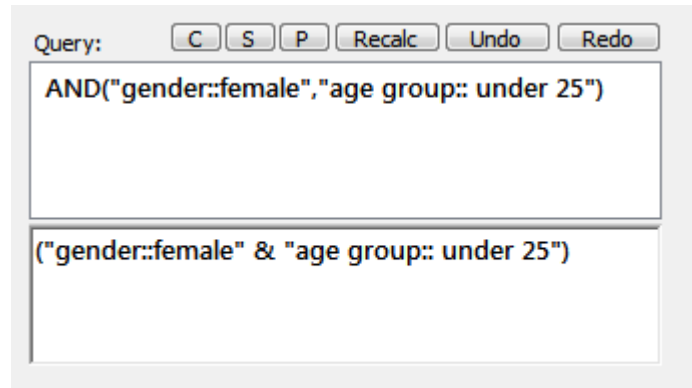 Query: C S P Recalc Undo Redo
AND("gender::female","age group:: under 25")
("gender::female" & "age group:: under 25")